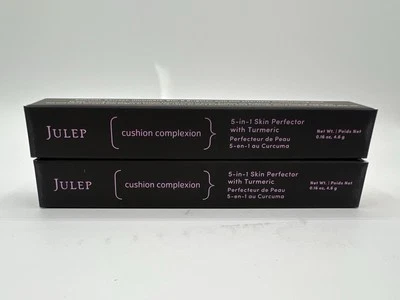 JULEP
cushion complexion
5-in-1 Skin Perfector
with Turmeric
Perfecteur de Peau
5-en-1 au Curcuma
Net Wt. / Poids Net
0.16 oz, 4.6 g
JULEP
cushion complexion
5-in-1 Skin Perfector
with Turmeric
Perfecteur de Peau
5-en-1 au Curcuma
Net Wt. / Poids Net
0.16 oz, 4.6 g